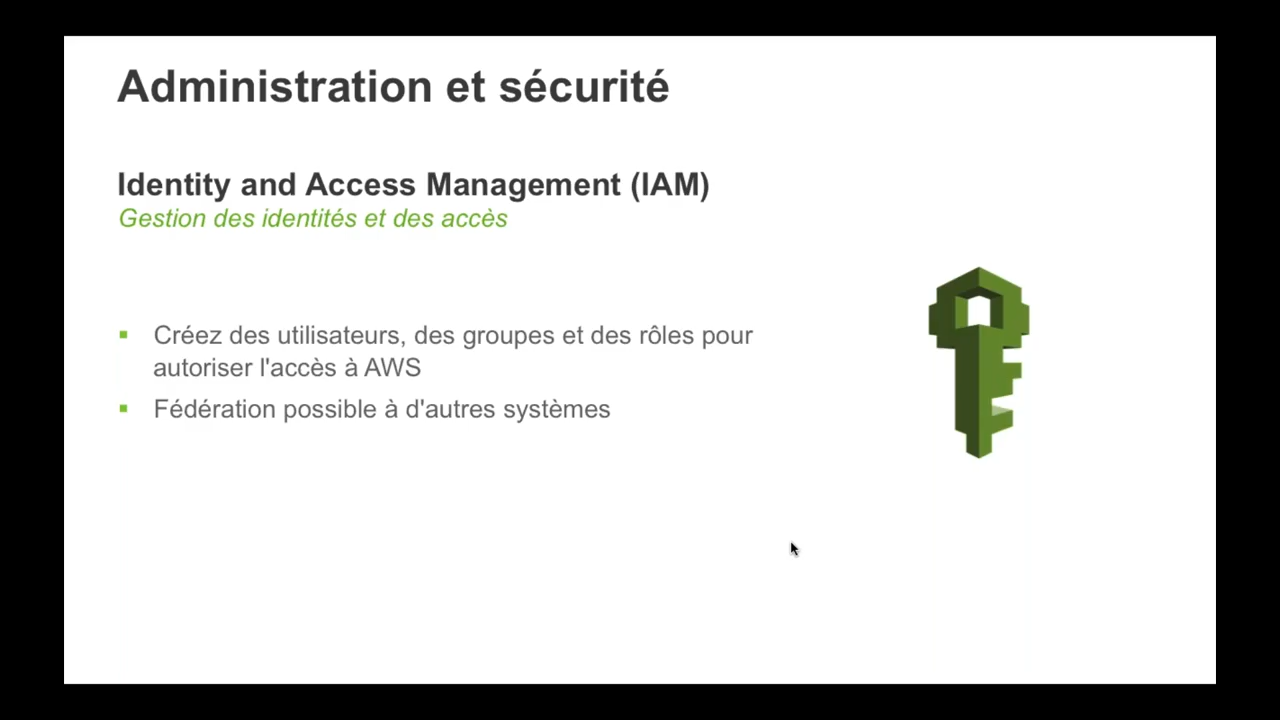 Administration et sécurité
Identity and Access Management (IAM)
Gestion des identités et des accès
Créez des utilisateurs, des groupes et des rôles pour
autoriser l'accès à AWS
Fédération possible à d'autres systèmes